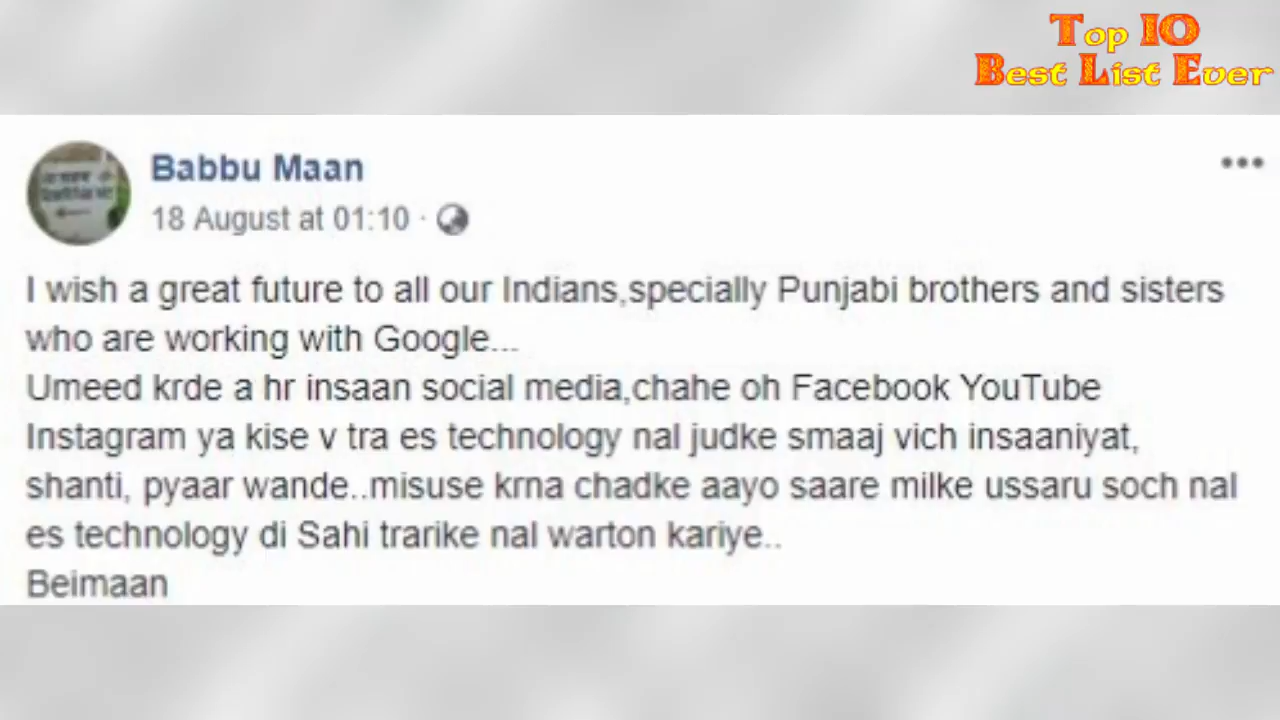 Top 10
Best List Ever
Babbu Maan
18 August at 01:10 ·
I wish a great future to all our Indians,specially Punjabi brothers and sisters
who are working with Google...
Umeed krde a hr insaan social media,chahe oh Facebook YouTube
Instagram ya kise v tra es technology nal judke smaaj vich insaaniyat,
shanti, pyaar wande..misuse krna chadke aayo saare milke ussaru soch nal
es technology di Sahi trarike nal warton kariye..
Beimaan